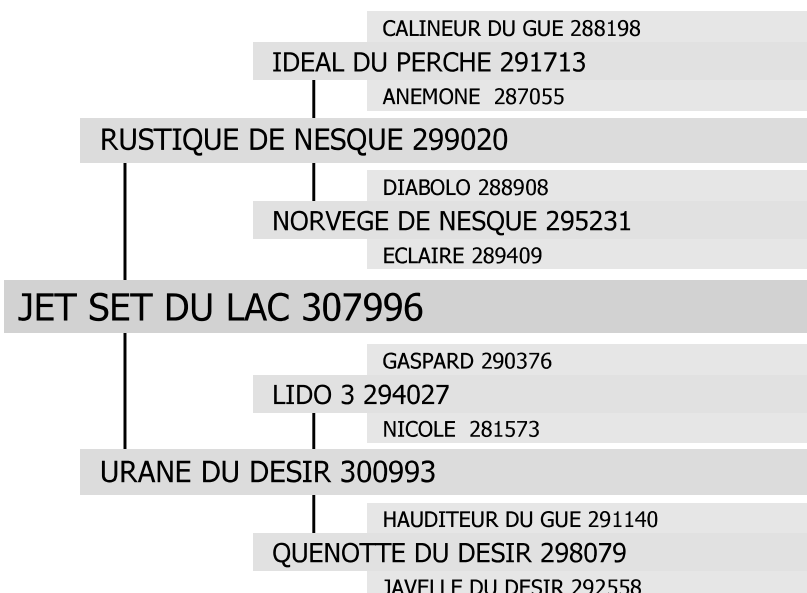 CALINEUR DU GUE 288198
IDEAL DU PERCHE 291713
ANEMONE  287055
RUSTIQUE DE NESQUE 299020
DIABOLO 288908
NORVEGE DE NESQUE 295231
ECLAIRE 289409
JET SET DU LAC 307996
GASPARD 290376
LIDO 3 294027
NICOLE  281573
URANE DU DESIR 300993
HAUDITEUR DU GUE 291140
QUENOTTE DU DESIR 298079
JAVELLE DU DESIR 292558